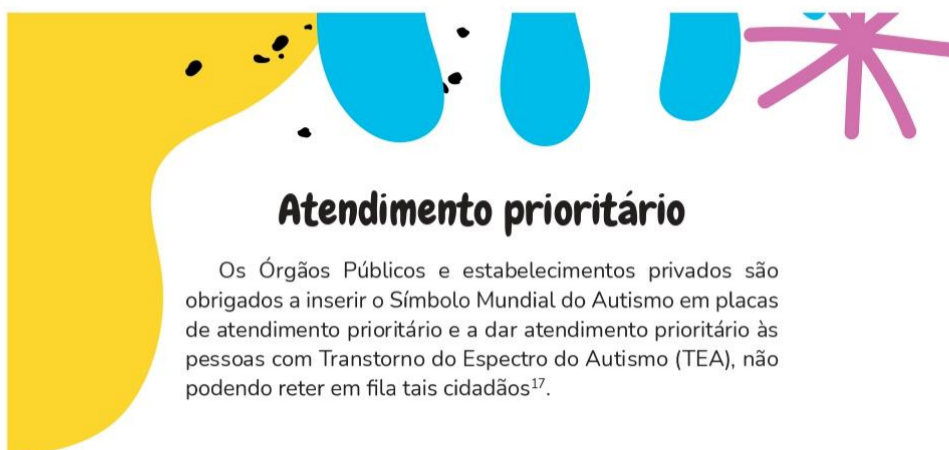 Atendimento prioritário
Os Órgãos Públicos e estabelecimentos privados são
obrigados a inserir o Símbolo Mundial do Autismo em placas
de atendimento prioritário e a dar atendimento prioritário às
pessoas com Transtorno do Espectro do Autismo (TEA), não
podendo reter em fila tais cidadãos¹⁷.